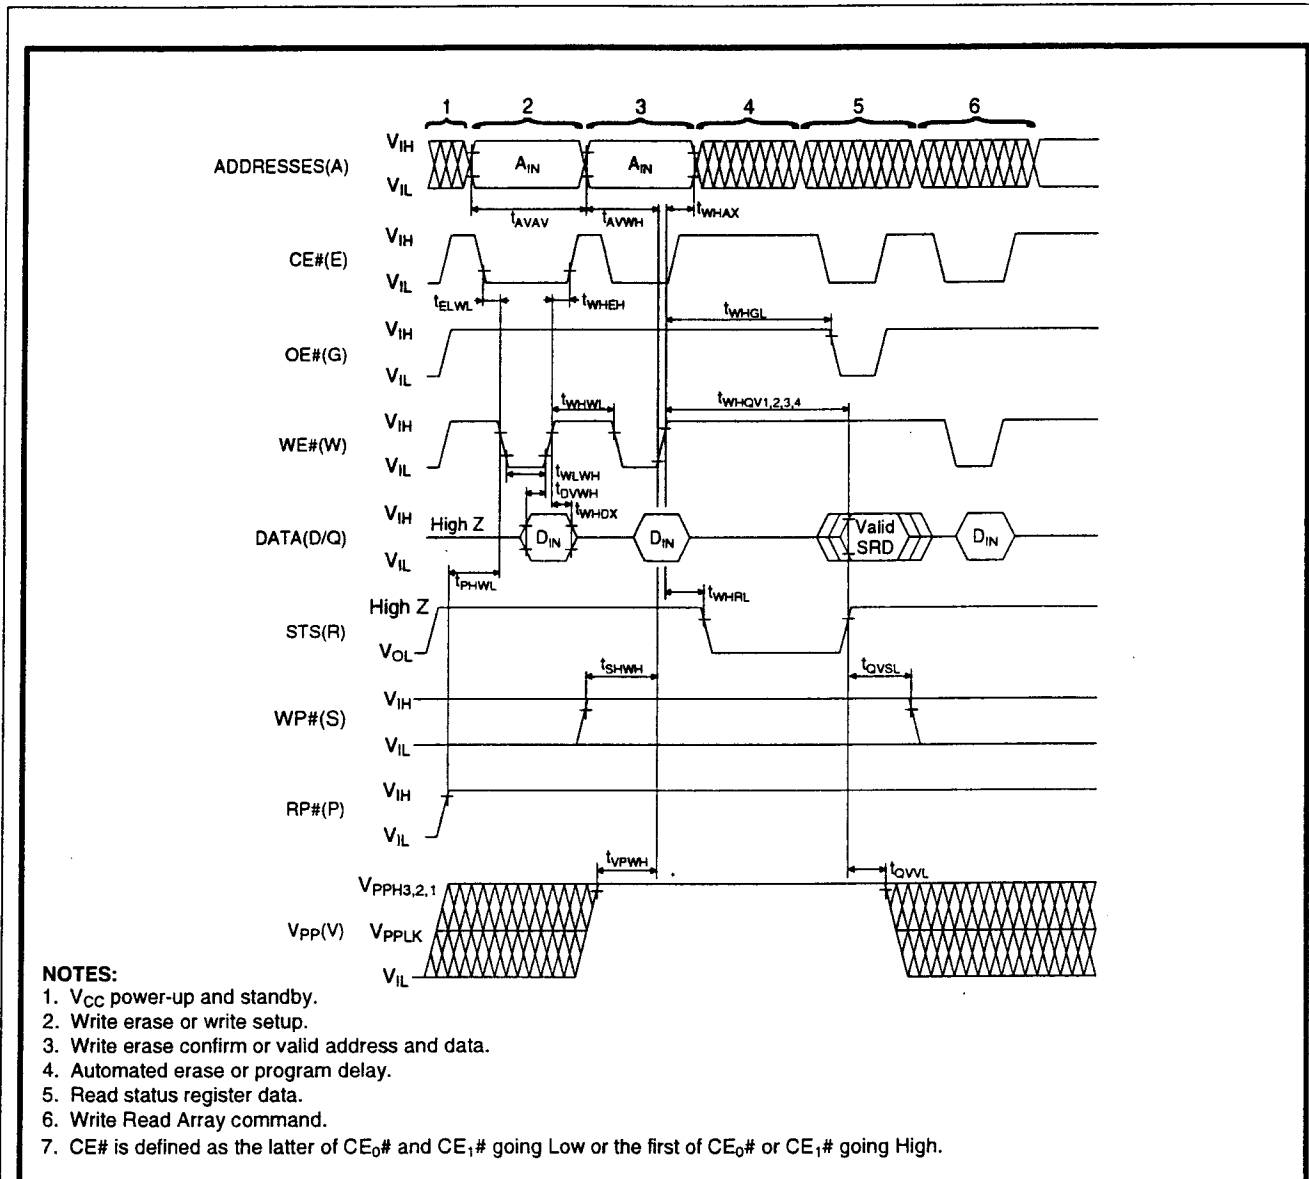 1 2 3 4 5 6
ADDRESSES(A) VIH AIN AIN
VIL
tAVAV tAVWH tWHAX
CE#(E) VIH
VIL
tELWL tWHEH tWHGL
OE#(G) VIH
VIL
tWHWL tWHQV1,2,3,4
WE#(W) VIH
VIL
tWLWH
tDVWH
tWHDX
DATA(D/Q) VIH High Z DIN DIN Valid SRD DIN
VIL
tPHWL tWHRL
STS(R) High Z
VOL
tSHWH tQVSL
WP#(S) VIH
VIL
RP#(P) VIH
VIL
tVPWH tQVVL
VPP(V) VPPH3,2,1
VPPLK
VIL
NOTES:
1. VCC power-up and standby.
2. Write erase or write setup.
3. Write erase confirm or valid address and data.
4. Automated erase or program delay.
5. Read status register data.
6. Write Read Array command.
7. CE# is defined as the latter of CE0# and CE1# going Low or the first of CE0# or CE1# going High.